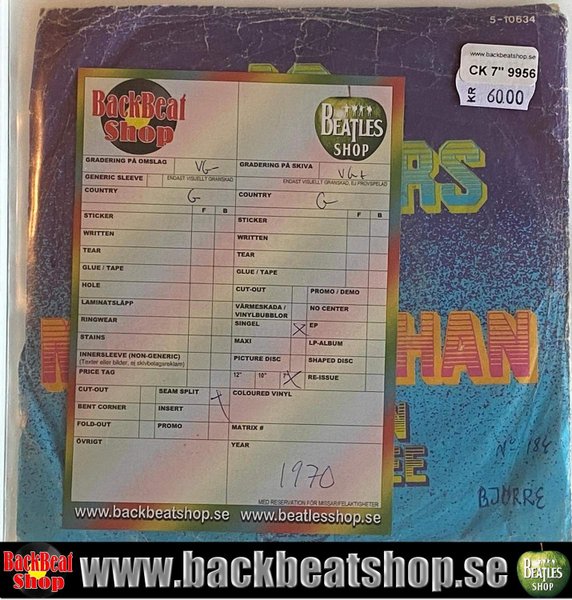 5-10634
www.backbeatshop.se
CK 7" 9956
KR 60.00
RS
HAN
N
EE
Nº 184
BJÖRRE
BackBeat
Shop
BEATLES
SHOP
GRADERING PÅ OMSLAG VG
GRADERING PÅ SKIVA VG+
GENERIC SLEEVE
ENDAST VISUELLT GRANSKAD
ENDAST VISUELLT GRANSKAD, EJ PROVSPELAD
COUNTRY G
COUNTRY G
F B
STICKER
WRITTEN
TEAR
GLUE / TAPE
HOLE
LAMINATSLÄPP
RINGWEAR
STAINS
INNERSLEEVE (NON-GENERIC)
(Texter eller bilder, ej skivbolagsreklam)
PRICE TAG
CUT-OUT SEAM SPLIT X
BENT CORNER INSERT
FOLD-OUT PROMO
ÖVRIGT
F B
STICKER
WRITTEN
TEAR
GLUE / TAPE
CUT-OUT PROMO / DEMO
VÄRMESKADA /
VINYLBUBBLOR
NO CENTER
SINGEL X EP
MAXI LP-ALBUM
PICTURE DISC SHAPED DISC
12" 10" 7" X RE-ISSUE
COLOURED VINYL
MATRIX #
YEAR
1970
MED RESERVATION FÖR MISSAR/FELAKTIGHETER
www.backbeatshop.se www.beatlesshop.se
BackBeat
Shop
www.backbeatshop.se
BEATLES
SHOP